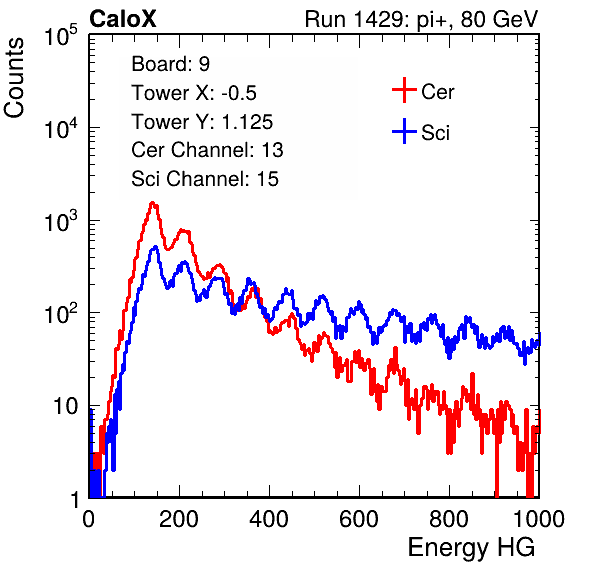 CaloX Run 1429: pi+, 80 GeV
Counts
Board: 9
Tower X: -0.5
Tower Y: 1.125
Cer Channel: 13
Sci Channel: 15
Cer
Sci
10^5
10^4
10^3
10^2
10
1
0 200 400 600 800 1000
Energy HG